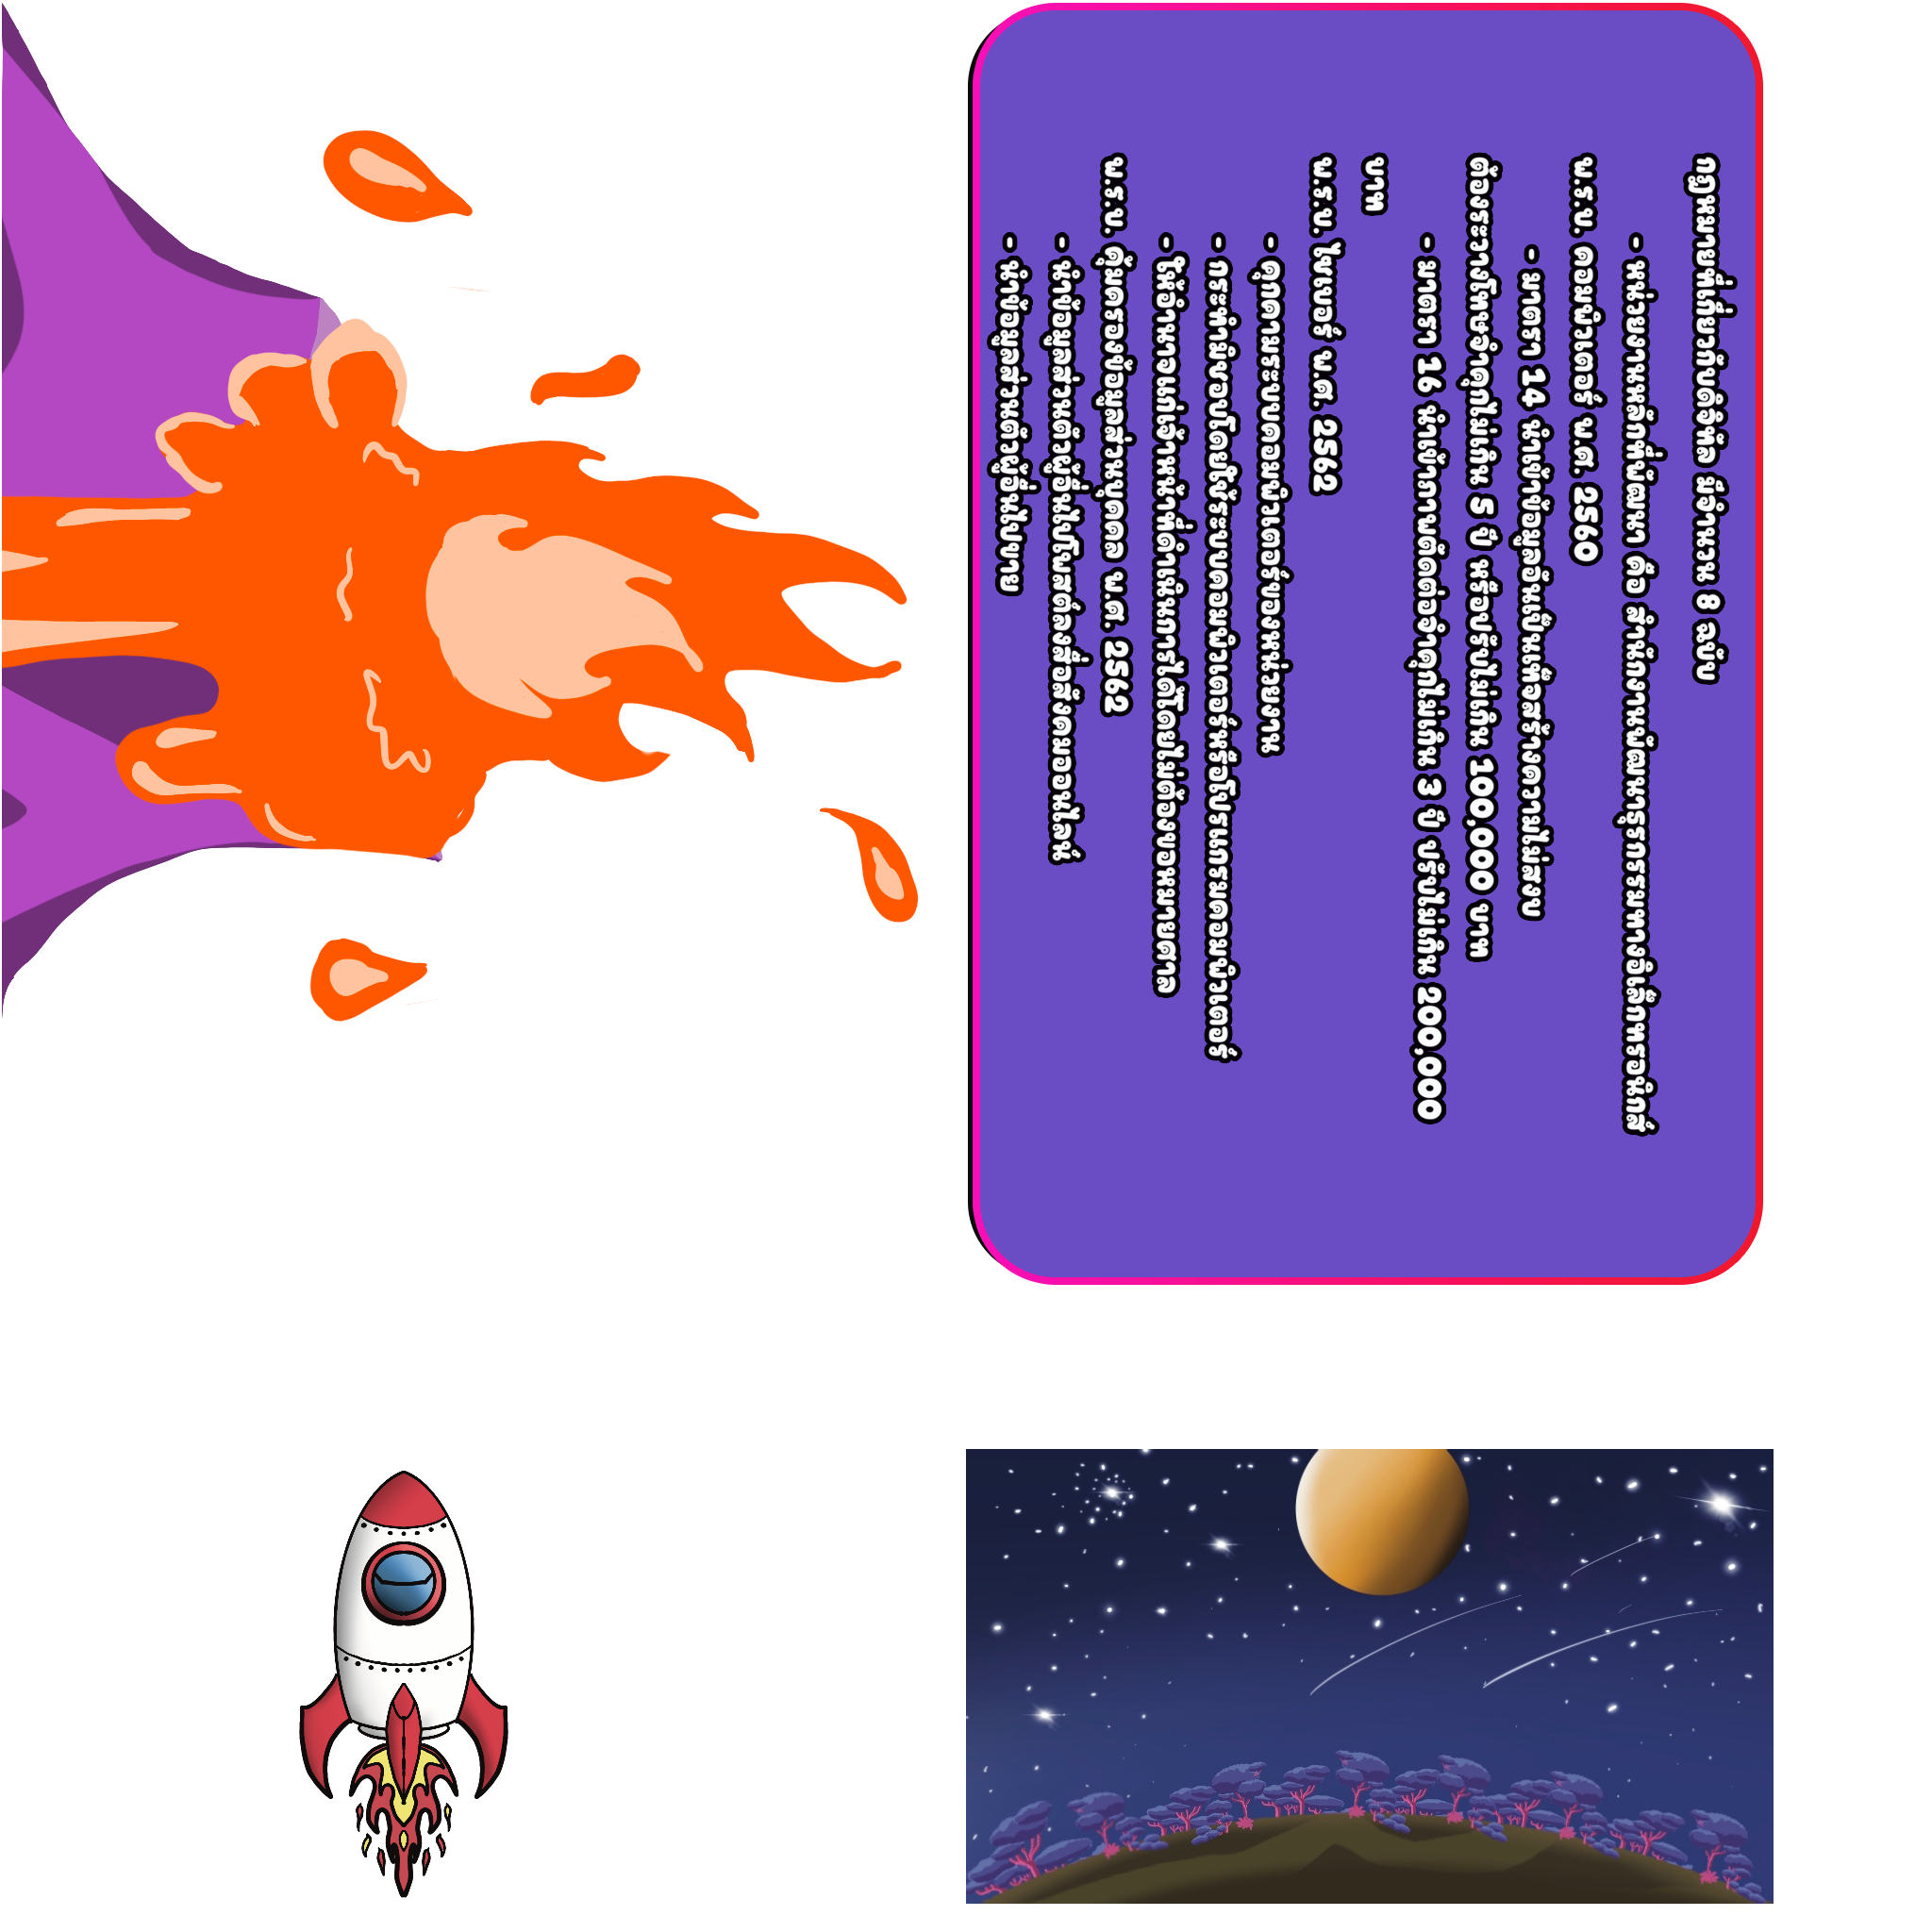 กฎหมายที่เกี่ยวกับดิจิทัล มีจำนวน 8 ฉบับ
- หน่วยงานหลักที่พัฒนา คือ สำนักงานพัฒนาธุรกรรมทางอิเล็กทรอนิกส์
พ.ร.บ. คอมพิวเตอร์ พ.ศ. 2560
- มาตรา 14 นำเข้าข้อมูลอันเป็นเท็จสร้างความไม่สงบ
ต้องระวางโทษจำคุกไม่เกิน 5 ปี หรือปรับไม่เกิน 100,000 บาท
- มาตรา 16 นำเข้าภาพตัดต่อจำคุกไม่เกิน 3 ปี ปรับไม่เกิน 200,000
บาท
พ.ร.บ. ไซเบอร์ พ.ศ. 2562
- คุกคามระบบคอมพิวเตอร์ของหน่วยงาน
- กระทำมิชอบโดยใช้ระบบคอมพิวเตอร์หรือโปรแกรมคอมพิวเตอร์
- ให้อำนาจแก่เจ้าหน้าที่ดำเนินการได้โดยไม่ต้องขอหมายศาล
พ.ร.บ. คุ้มครองข้อมูลส่วนบุคคล พ.ศ. 2562
- นำข้อมูลส่วนตัวผู้อื่นไปโพสต์ลงสื่อสังคมออนไลน์
- นำข้อมูลส่วนตัวผู้อื่นไปขาย